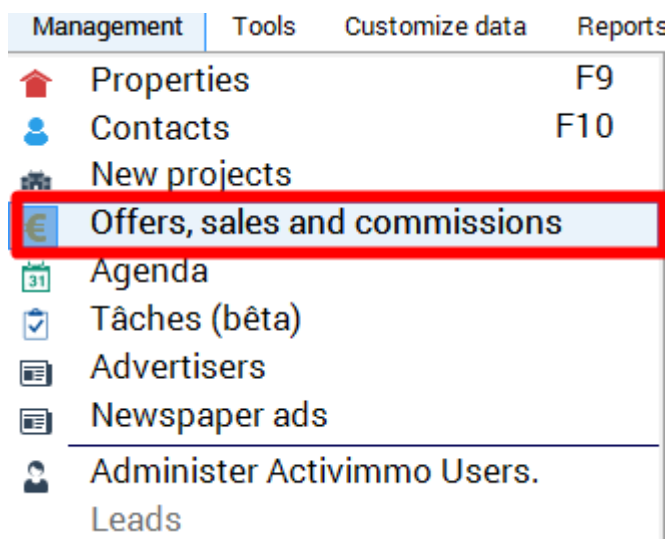 Management Tools Customize data Reports
Properties F9
Contacts F10
New projects
€ Offers, sales and commissions
31 Agenda
Tâches (bêta)
Advertisers
Newspaper ads
Administer Activimmo Users.
Leads